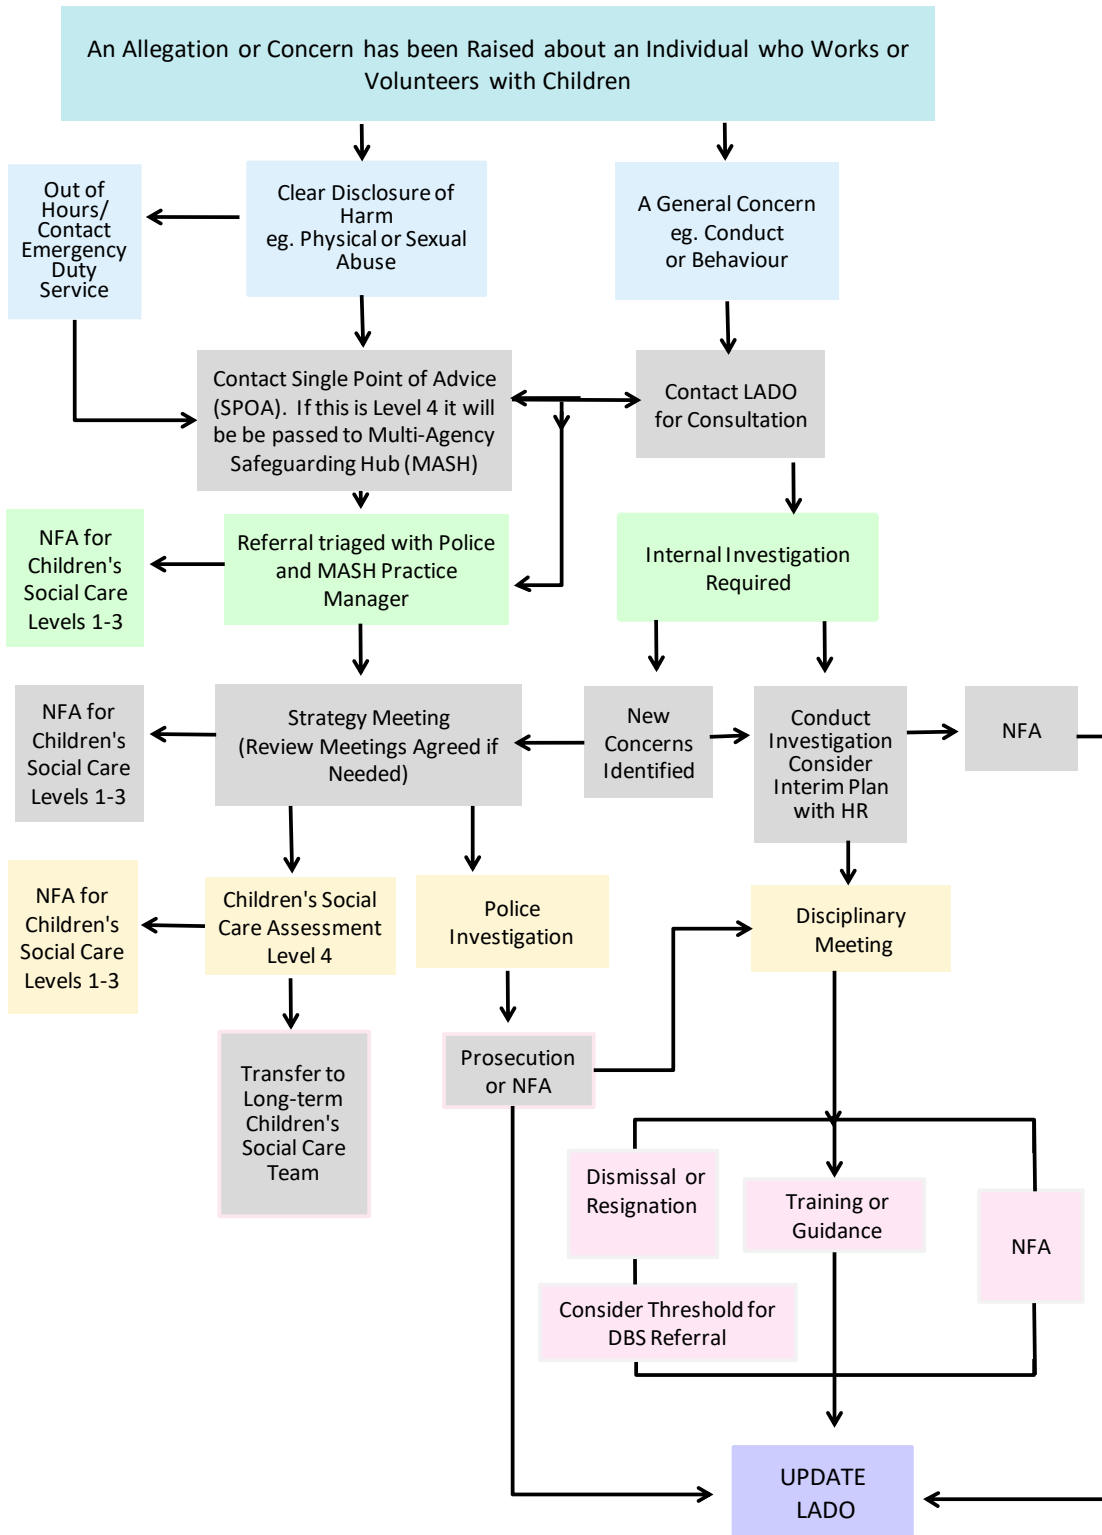 An Allegation or Concern has been Raised about an Individual who Works or
Volunteers with Children
Out of
Hours/
Contact
Emergency
Duty
Service
Clear Disclosure of
Harm
eg. Physical or Sexual
Abuse
A General Concern
eg. Conduct
or Behaviour
Contact Single Point of Advice
(SPOA). If this is Level 4 it will
be be passed to Multi-Agency
Safeguarding Hub (MASH)
Contact LADO
for Consultation
NFA for
Children's
Social Care
Levels 1-3
Referral triaged with Police
and MASH Practice
Manager
Internal Investigation
Required
NFA for
Children's
Social Care
Levels 1-3
Strategy Meeting
(Review Meetings Agreed if
Needed)
New
Concerns
Identified
Conduct
Investigation
Consider
Interim Plan
with HR
NFA
NFA for
Children's
Social Care
Levels 1-3
Children's Social
Care Assessment
Level 4
Police
Investigation
Disciplinary
Meeting
Transfer to
Long-term
Children's
Social Care
Team
Prosecution
or NFA
Dismissal or
Resignation
Training or
Guidance
NFA
Consider Threshold for
DBS Referral
UPDATE
LADO